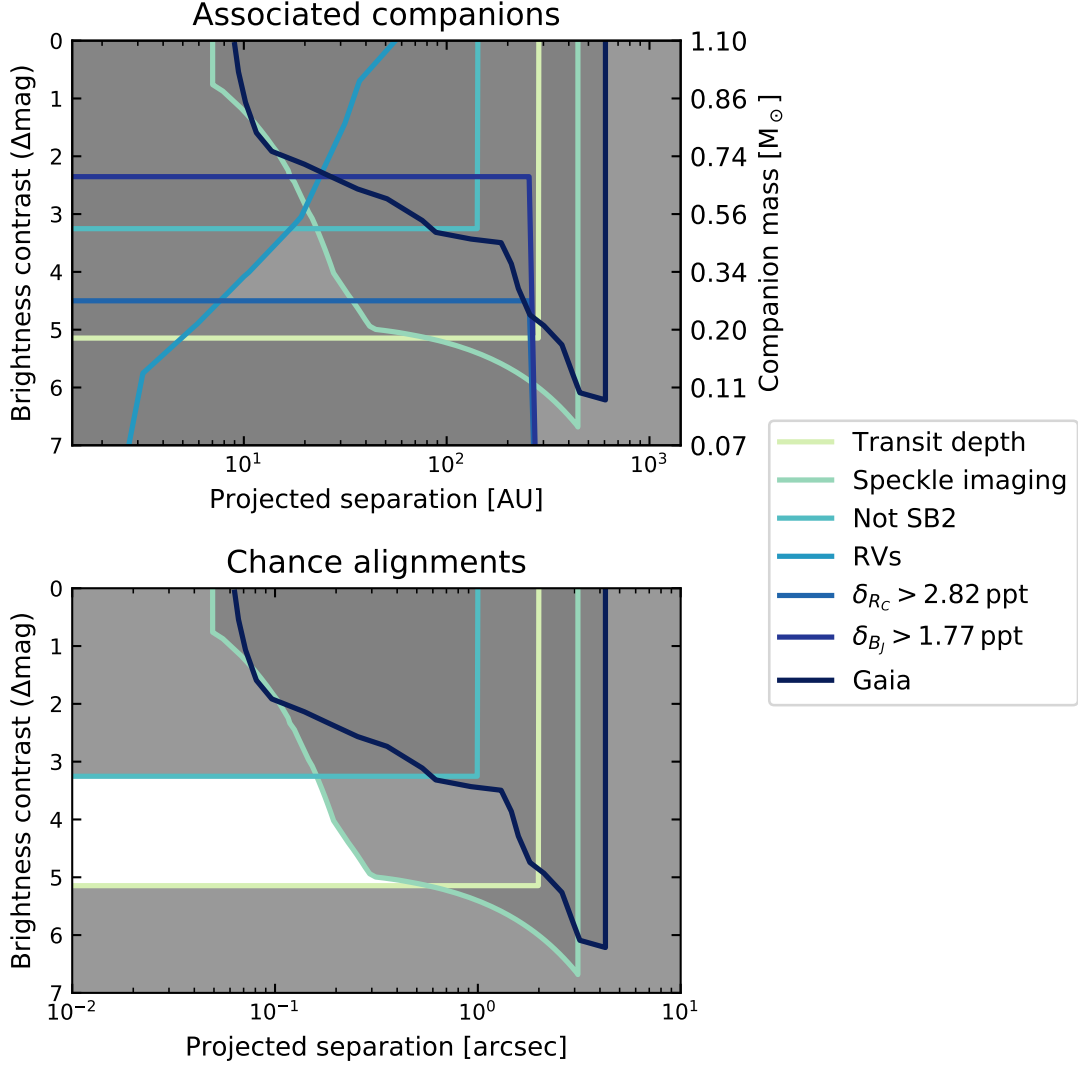 Associated companions
0
1
2
3
4
5
6
7
Brightness contrast (Δmag)
1.10
0.86
0.74
0.56
0.34
0.20
0.11
0.07
Companion mass [M⊙]
10¹
10²
10³
Projected separation [AU]
Transit depth
Speckle imaging
Not SB2
RVs
δ_{R_C} > 2.82 ppt
δ_{B_J} > 1.77 ppt
Gaia
Chance alignments
0
1
2
3
4
5
6
7
Brightness contrast (Δmag)
10⁻²
10⁻¹
10⁰
10¹
Projected separation [arcsec]